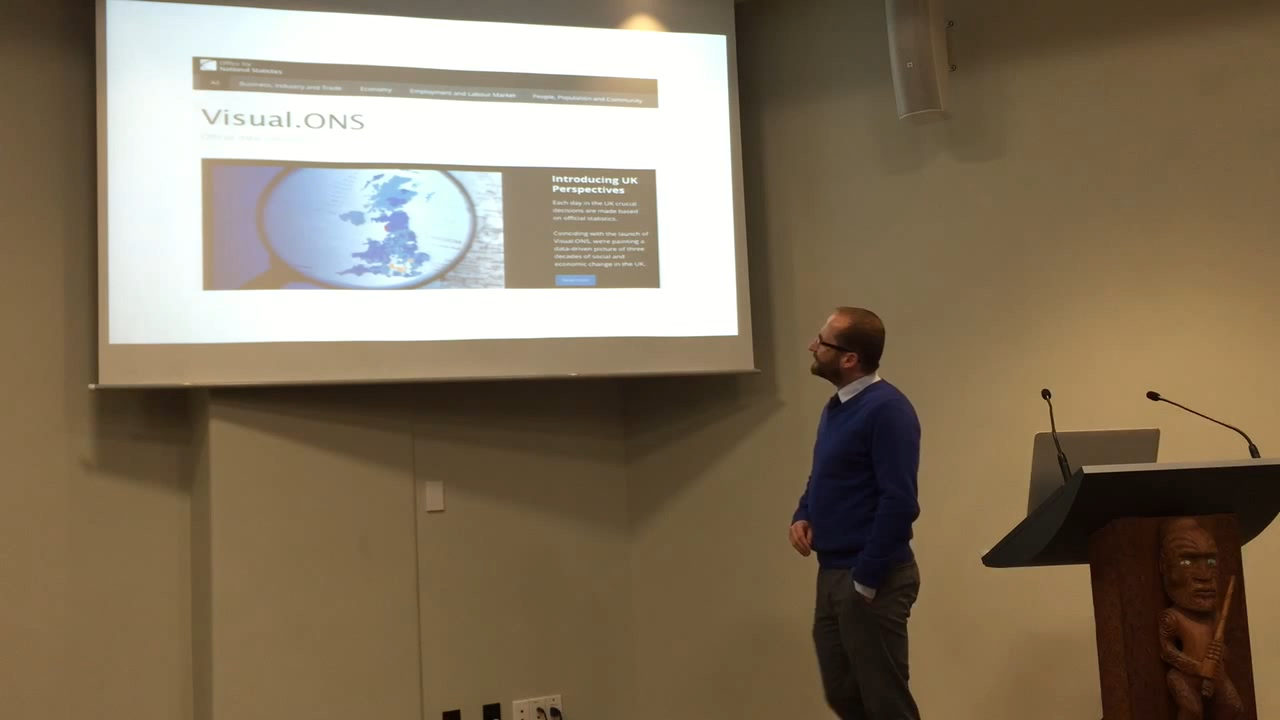 Office for
National Statistics
All Business, Industry and Trade Economy Employment and Labour Market People, Population and Community
Visual.ONS
Introducing UK
Perspectives
Each day in the UK crucial
decisions are made based
on official statistics.
Coinciding with the launch of
Visual.ONS, we're painting a
data-driven picture of three
decades of social and
economic change in the UK.